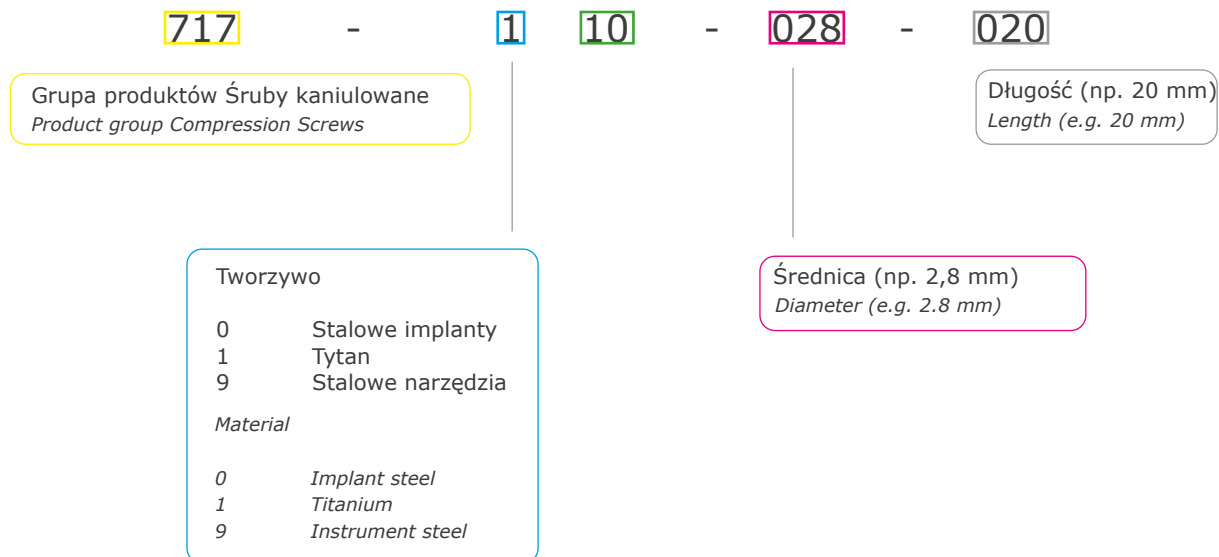 717 - 1 10 - 028 - 020
Grupa produktów Śruby kaniulowane
Product group Compression Screws
Długość (np. 20 mm)
Length (e.g. 20 mm)
Tworzywo
0 Stalowe implanty
1 Tytan
9 Stalowe narzędzia
Material
0 Implant steel
1 Titanium
9 Instrument steel
Średnica (np. 2,8 mm)
Diameter (e.g. 2.8 mm)